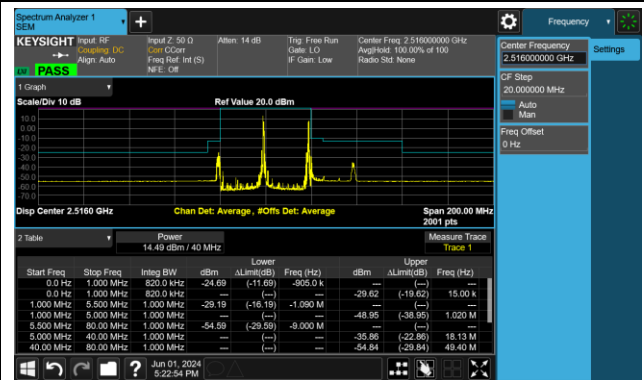 Spectrum Analyzer 1
SEM
Frequency
KEYSIGHT Input: RF Input Z: 50 Ω Atten: 14 dB Trig: Free Run Center Freq: 2.516000000 GHz
Coupling: DC Corr CCorr Gate: LO Avg|Hold: 100.00% of 100
Align: Auto Freq Ref: Int (S) IF Gain: Low Radio Std: None
NFE: Off
PASS
Center Frequency
2.516000000 GHz
Settings
CF Step
20.000000 MHz
Auto
Man
Freq Offset
0 Hz
1 Graph
Scale/Div 10 dB Ref Value 20.0 dBm
10.0
0.00
-10.0
-20.0
-30.0
-40.0
-50.0
-60.0
-70.0
Disp Center 2.5160 GHz Chan Det: Average, #Offs Det: Average Span 200.00 MHz
2001 pts
2 Table Power Measure Trace
14.49 dBm / 40 MHz Trace 1
Lower Upper
Start Freq Stop Freq Integ BW dBm ΔLimit(dB) Freq (Hz) dBm ΔLimit(dB) Freq (Hz)
0.0 Hz 1.000 MHz 820.0 kHz -24.69 (-11.69) -905.0 k --- (---) ---
0.0 Hz 1.000 MHz 820.0 kHz --- (---) --- -29.62 (-19.62) 15.00 k
1.000 MHz 5.500 MHz 1.000 MHz -29.19 (-16.19) -1.090 M --- (---) ---
1.000 MHz 5.000 MHz 1.000 MHz --- (---) --- -48.95 (-38.95) 1.020 M
5.500 MHz 80.00 MHz 1.000 MHz -54.59 (-29.59) -9.000 M --- (---) ---
5.000 MHz 40.00 MHz 1.000 MHz --- (---) --- -35.86 (-22.86) 18.13 M
40.00 MHz 80.00 MHz 1.000 MHz --- (---) --- -54.84 (-29.84) 49.40 M
Jun 01, 2024
5:22:54 PM